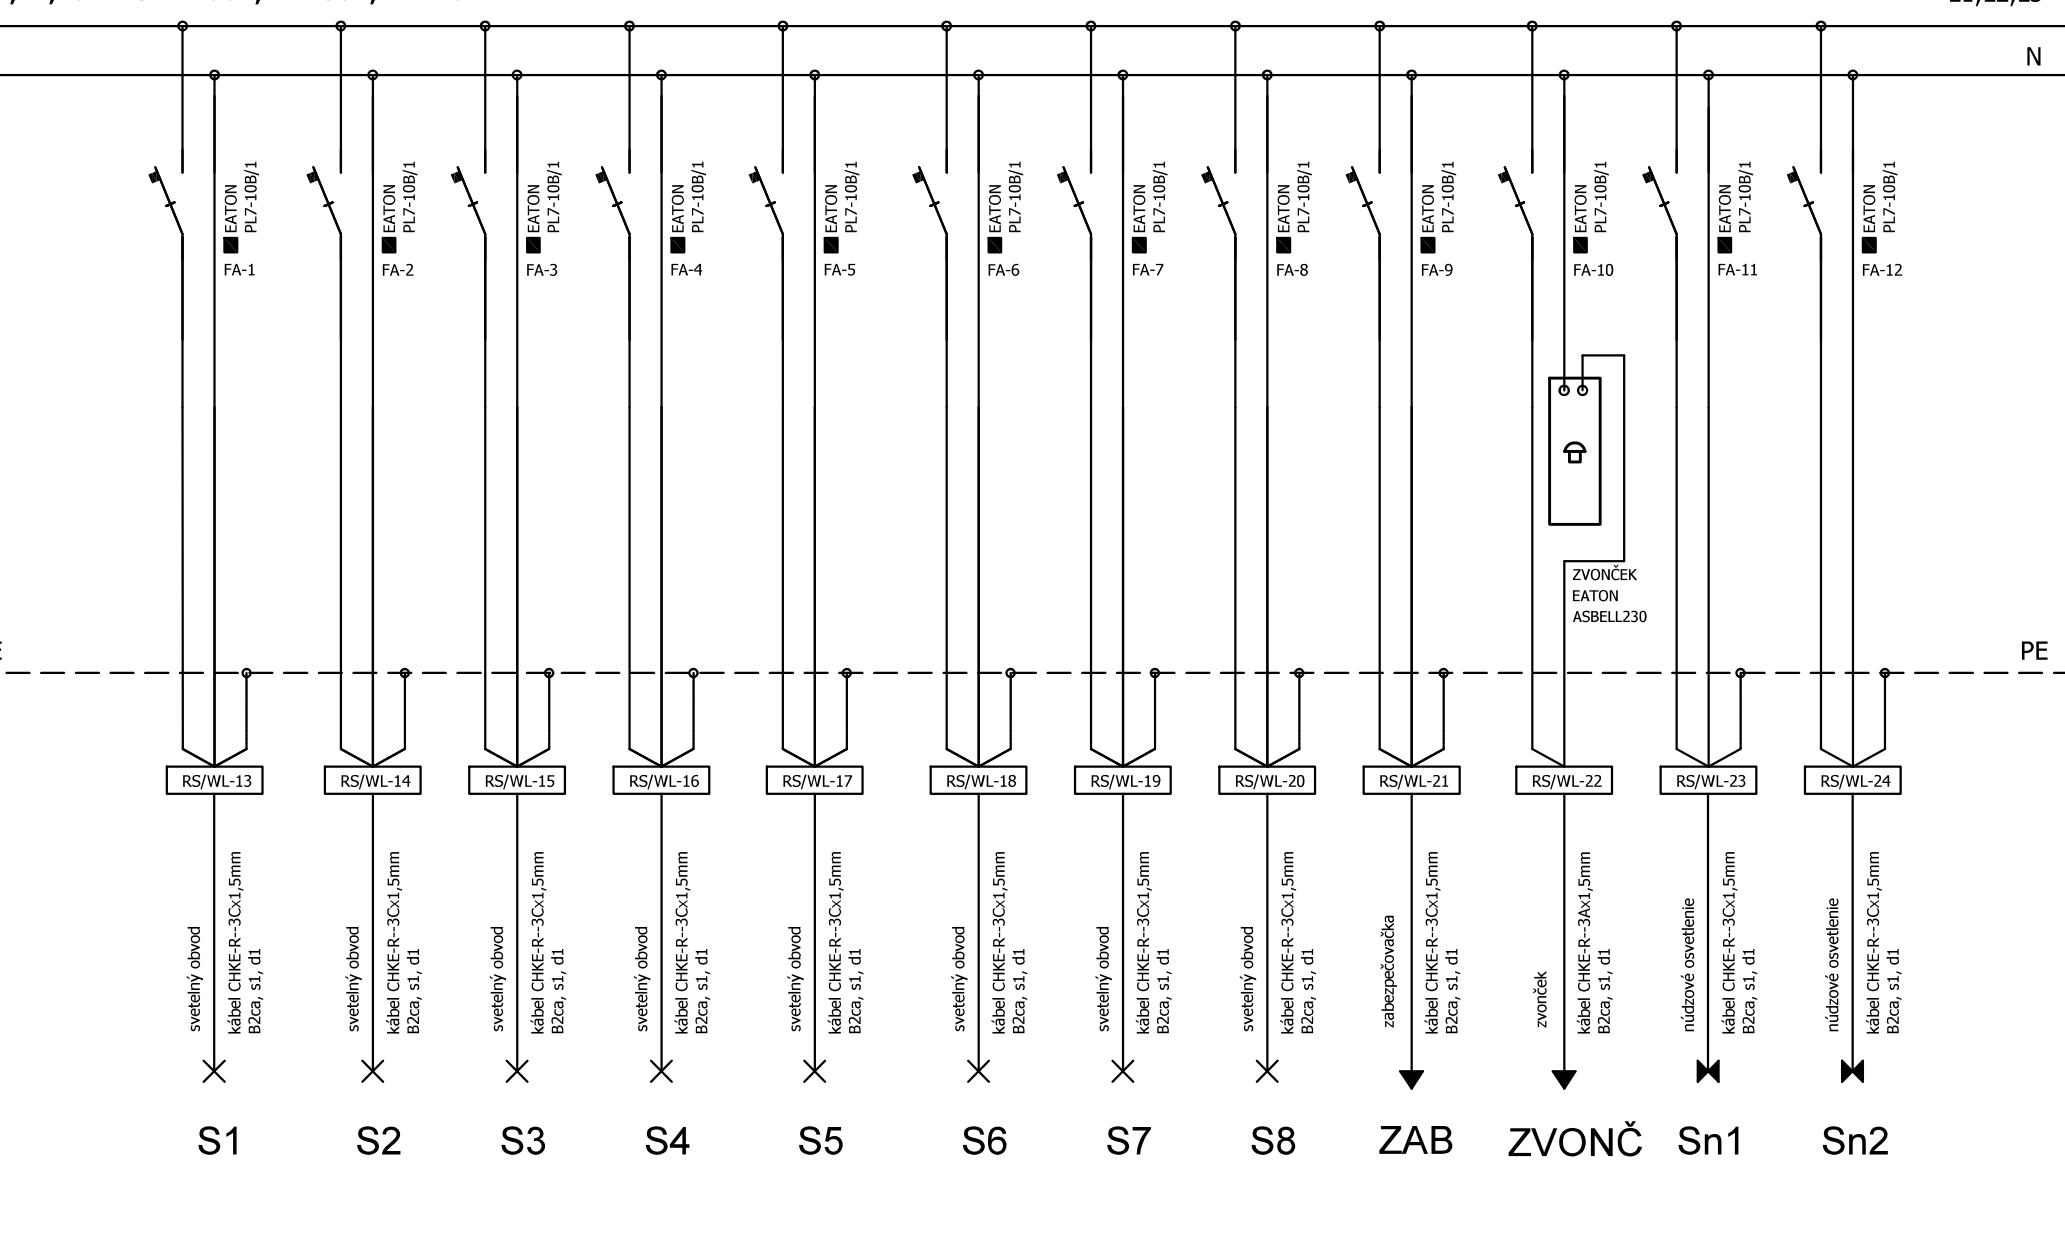 N
EATON
PL7-10B/1
FA-1
EATON
PL7-10B/1
FA-2
EATON
PL7-10B/1
FA-3
EATON
PL7-10B/1
FA-4
EATON
PL7-10B/1
FA-5
EATON
PL7-10B/1
FA-6
EATON
PL7-10B/1
FA-7
EATON
PL7-10B/1
FA-8
EATON
PL7-10B/1
FA-9
EATON
PL7-10B/1
FA-10
EATON
PL7-10B/1
FA-11
EATON
PL7-10B/1
FA-12
ZVONČEK
EATON
ASBELL230
PE
RS/WL-13
RS/WL-14
RS/WL-15
RS/WL-16
RS/WL-17
RS/WL-18
RS/WL-19
RS/WL-20
RS/WL-21
RS/WL-22
RS/WL-23
RS/WL-24
svetelný obvod
kábel CHKE-R--3Cx1,5mm
B2ca, s1, d1
svetelný obvod
kábel CHKE-R--3Cx1,5mm
B2ca, s1, d1
svetelný obvod
kábel CHKE-R--3Cx1,5mm
B2ca, s1, d1
svetelný obvod
kábel CHKE-R--3Cx1,5mm
B2ca, s1, d1
svetelný obvod
kábel CHKE-R--3Cx1,5mm
B2ca, s1, d1
svetelný obvod
kábel CHKE-R--3Cx1,5mm
B2ca, s1, d1
svetelný obvod
kábel CHKE-R--3Cx1,5mm
B2ca, s1, d1
svetelný obvod
kábel CHKE-R--3Cx1,5mm
B2ca, s1, d1
zabezpečovačka
kábel CHKE-R--3Cx1,5mm
B2ca, s1, d1
zvonček
kábel CHKE-R--3Ax1,5mm
B2ca, s1, d1
núdzové osvetlenie
kábel CHKE-R--3Cx1,5mm
B2ca, s1, d1
núdzové osvetlenie
kábel CHKE-R--3Cx1,5mm
B2ca, s1, d1
S1
S2
S3
S4
S5
S6
S7
S8
ZAB
ZVONČ
Sn1
Sn2